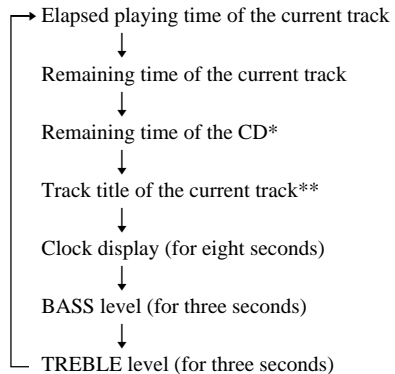 Elapsed playing time of the current track
Remaining time of the current track
Remaining time of the CD*
Track title of the current track**
Clock display (for eight seconds)
BASS level (for three seconds)
TREBLE level (for three seconds)